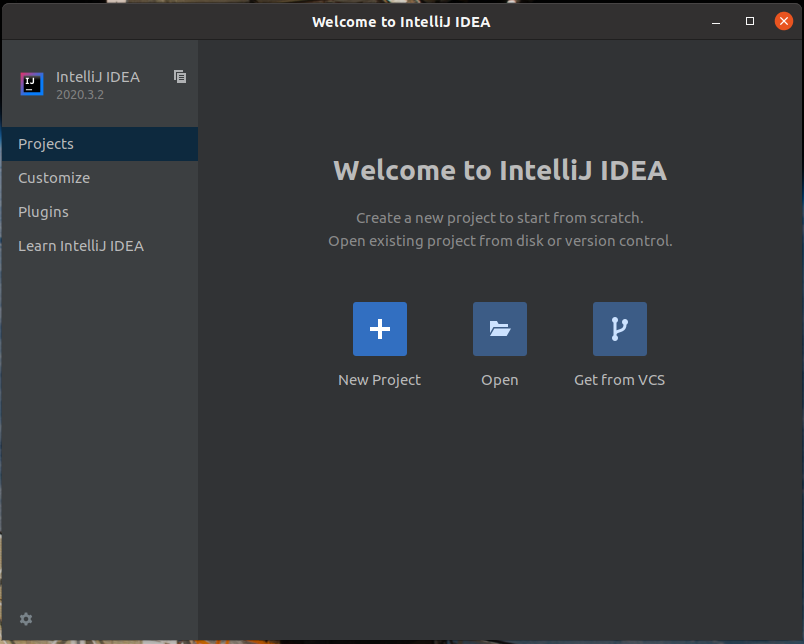 Welcome to IntelliJ IDEA
IJ
IntelliJ IDEA
2020.3.2
Projects
Customize
Plugins
Learn IntelliJ IDEA
Welcome to IntelliJ IDEA
Create a new project to start from scratch.
Open existing project from disk or version control.
New Project
Open
Get from VCS